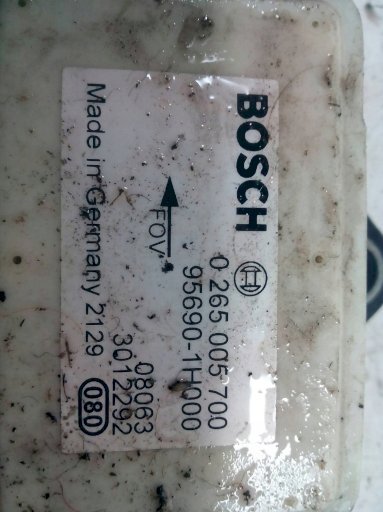 BOSCH
0 265 005 700
95690-1H000
FOV
08063
3012292
Made in Germany 2129
080